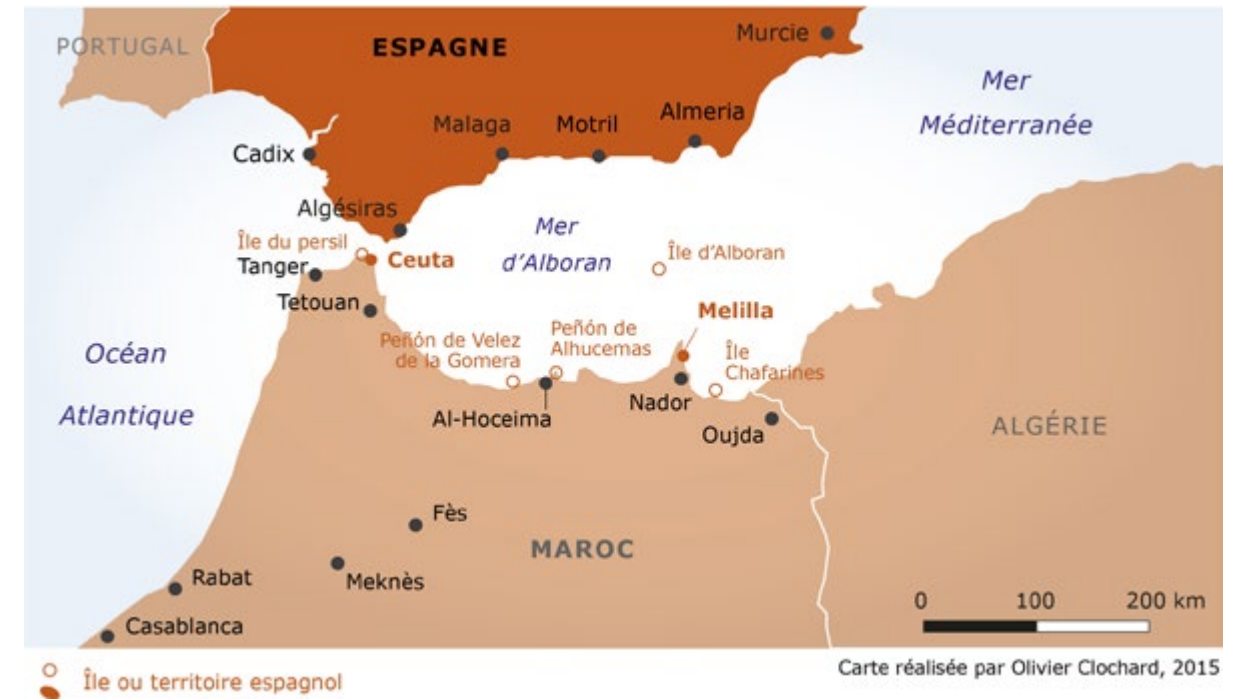 PORTUGAL
ESPAGNE
Murcie
Mer
Méditerranée
Almeria
Malaga
Motril
Cadix
Algésiras
Mer
d’Alboran
Île du persil
Île d’Alboran
Ceuta
Tanger
Tetouan
Melilla
Peñón de Velez
de la Gomera
Peñón de
Alhucemas
Île
Chafarines
Océan
Atlantique
Nador
Al-Hoceima
Oujda
ALGÉRIE
Fès
MAROC
Rabat
Meknès
Casablanca
0 100 200 km
Carte réalisée par Olivier Clochard, 2015
Île ou territoire espagnol